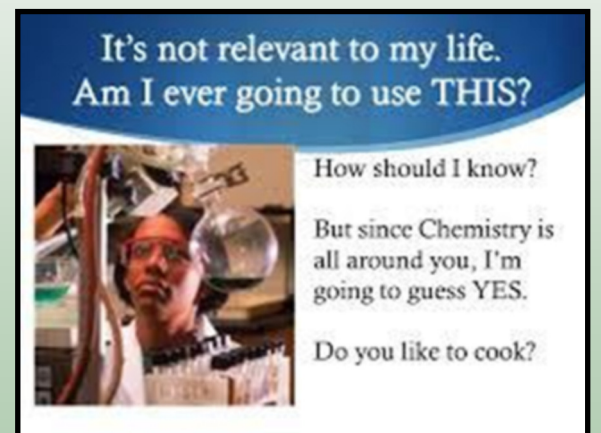 It's not relevant to my life.
Am I ever going to use THIS?
How should I know?
But since Chemistry is
all around you, I'm
going to guess YES.
Do you like to cook?